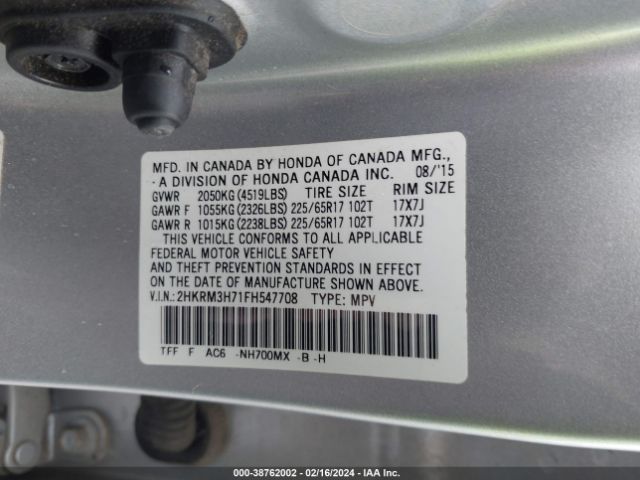 MFD. IN CANADA BY HONDA OF CANADA MFG.,
A DIVISION OF HONDA CANADA INC. 08/'15
GVWR 2050KG(4519LBS) TIRE SIZE RIM SIZE
GAWR F 1055KG(2326LBS) 225/65R17 102T 17X7J
GAWR R 1015KG(2238LBS) 225/65R17 102T 17X7J
THIS VEHICLE CONFORMS TO ALL APPLICABLE
FEDERAL MOTOR VEHICLE SAFETY
AND THEFT PREVENTION STANDARDS IN EFFECT
ON THE DATE OF MANUFACTURE SHOWN ABOVE.
V.I.N.:2HKRM3H71FH547708 TYPE: MPV
TFF F AC6 -NH700MX -B -H
000-38762002 - 02/16/2024 - IAA Inc.